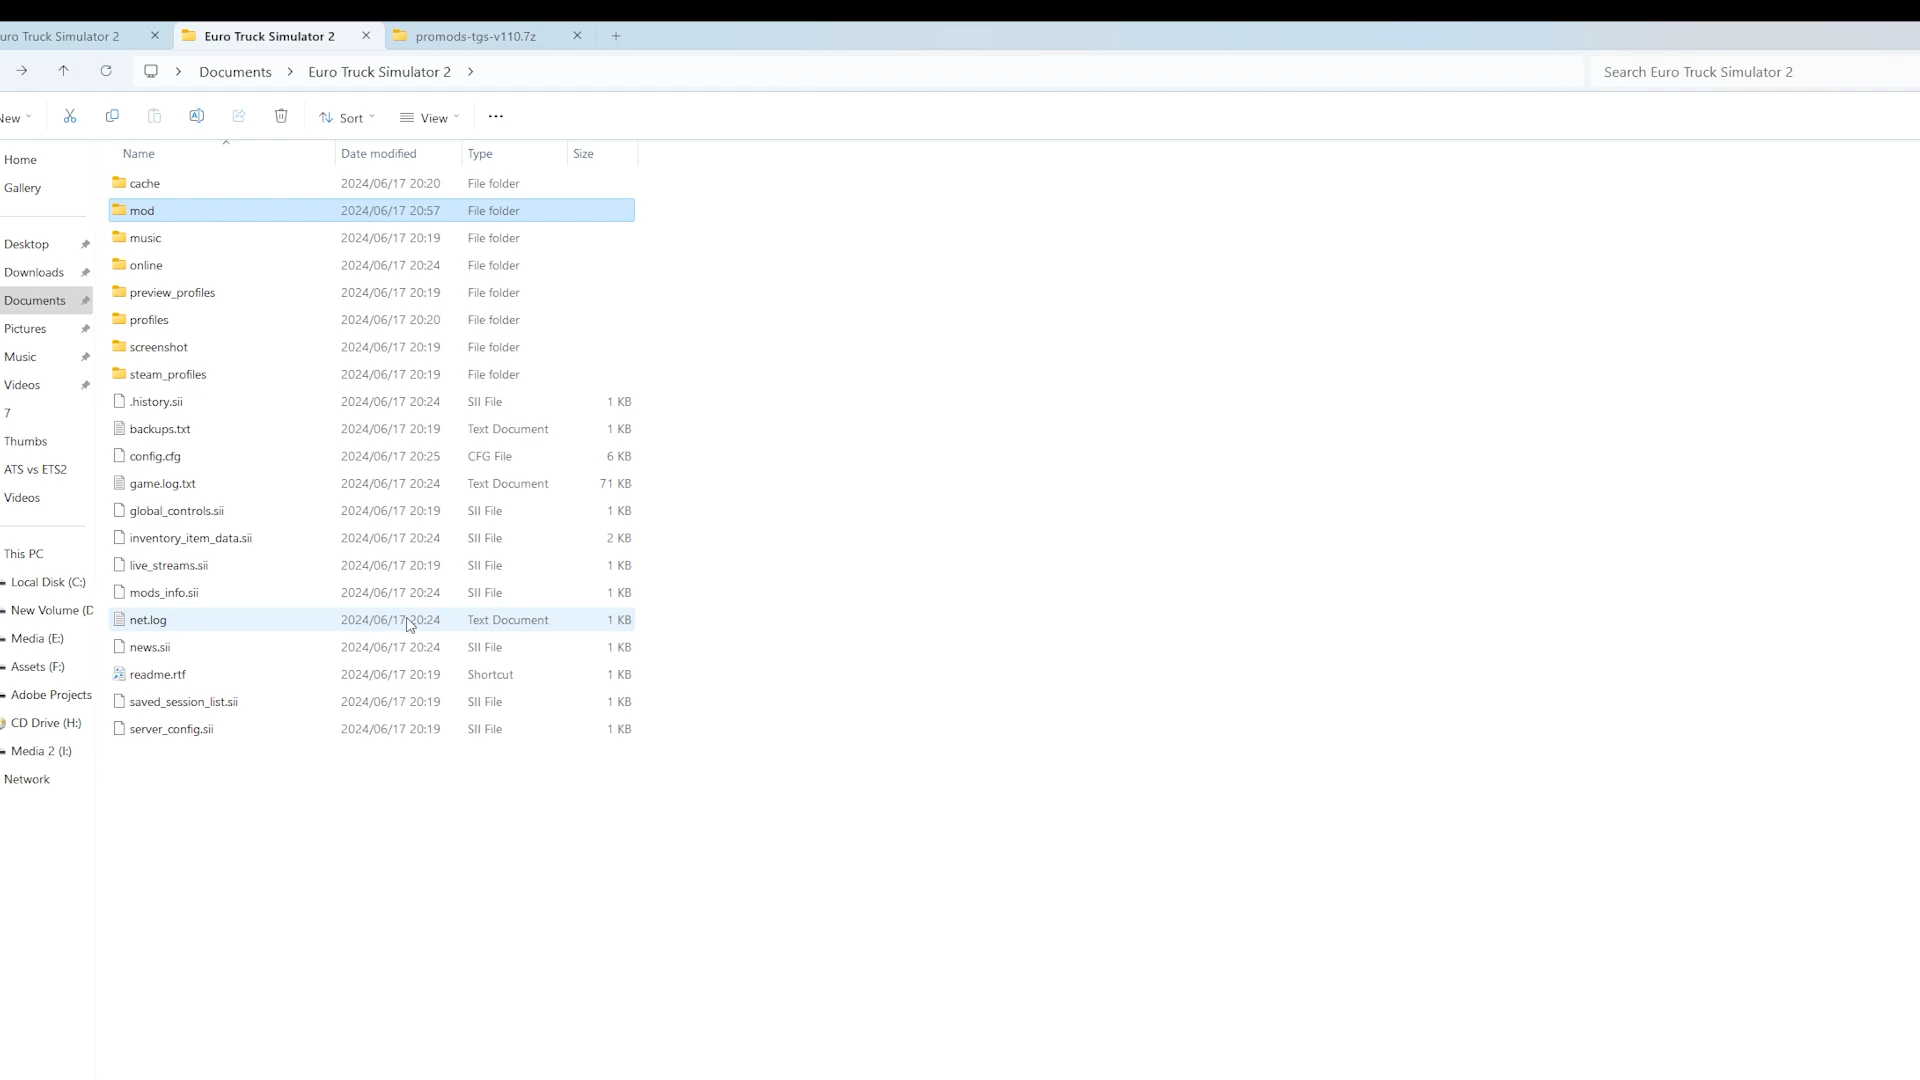 uro Truck Simulator 2
Euro Truck Simulator 2
promods-tgs-v110.7z
Documents > Euro Truck Simulator 2 >
Search Euro Truck Simulator 2
New
Sort
View
Name Date modified Type Size
Home
Gallery
Desktop
Downloads
Documents
Pictures
Music
Videos
7
Thumbs
ATS vs ETS2
Videos
This PC
Local Disk (C:)
New Volume (D
Media (E:)
Assets (F:)
Adobe Projects
CD Drive (H:)
Media 2 (I:)
Network
cache 2024/06/17 20:20 File folder
mod 2024/06/17 20:57 File folder
music 2024/06/17 20:19 File folder
online 2024/06/17 20:24 File folder
preview_profiles 2024/06/17 20:19 File folder
profiles 2024/06/17 20:20 File folder
screenshot 2024/06/17 20:19 File folder
steam_profiles 2024/06/17 20:19 File folder
.history.sii 2024/06/17 20:24 SII File 1 KB
backups.txt 2024/06/17 20:19 Text Document 1 KB
config.cfg 2024/06/17 20:25 CFG File 6 KB
game.log.txt 2024/06/17 20:24 Text Document 71 KB
global_controls.sii 2024/06/17 20:19 SII File 1 KB
inventory_item_data.sii 2024/06/17 20:24 SII File 2 KB
live_streams.sii 2024/06/17 20:19 SII File 1 KB
mods_info.sii 2024/06/17 20:24 SII File 1 KB
net.log 2024/06/17 20:24 Text Document 1 KB
news.sii 2024/06/17 20:24 SII File 1 KB
readme.rtf 2024/06/17 20:19 Shortcut 1 KB
saved_session_list.sii 2024/06/17 20:19 SII File 1 KB
server_config.sii 2024/06/17 20:19 SII File 1 KB